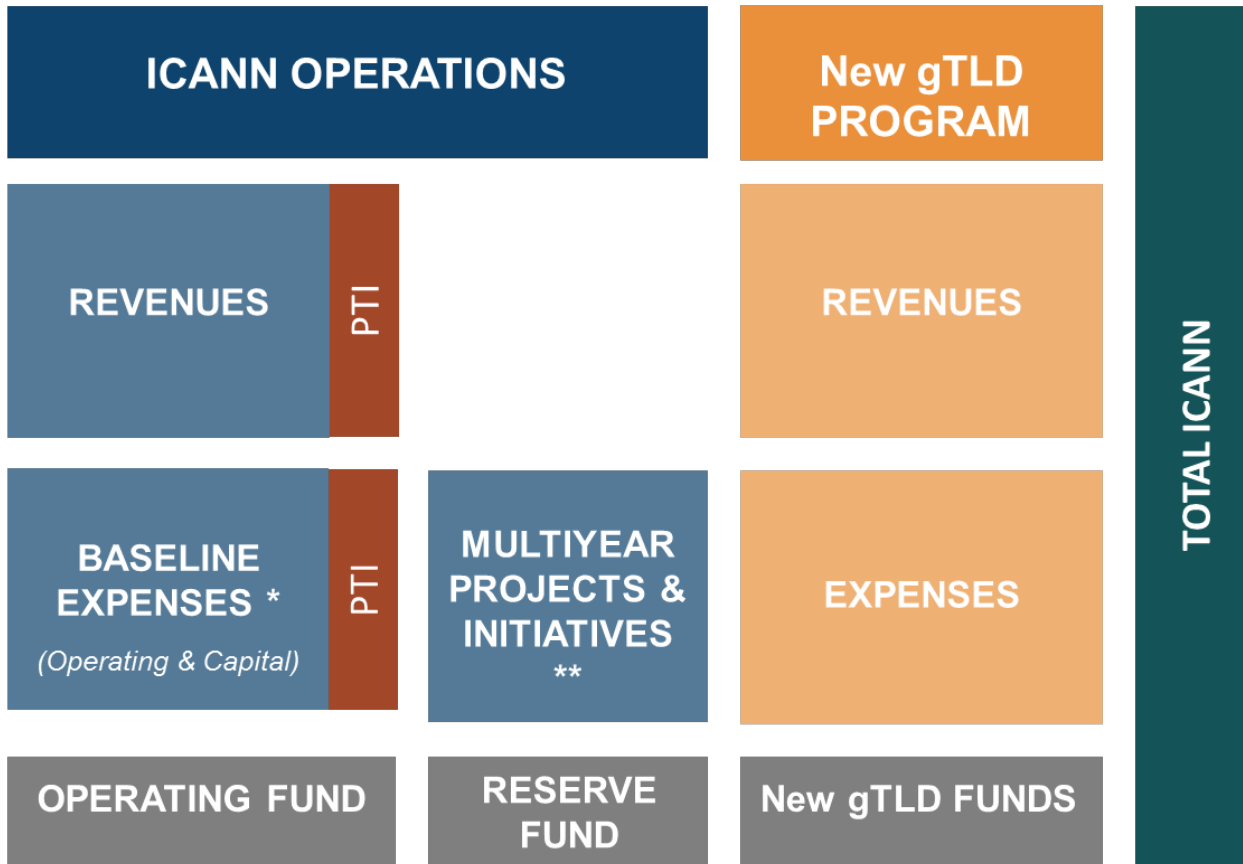 ICANN OPERATIONS
New gTLD
PROGRAM
REVENUES
PTI
REVENUES
BASELINE
EXPENSES *
(Operating & Capital)
PTI
MULTIYEAR
PROJECTS &
INITIATIVES
**
EXPENSES
OPERATING FUND
RESERVE
FUND
New gTLD FUNDS
TOTAL ICANN